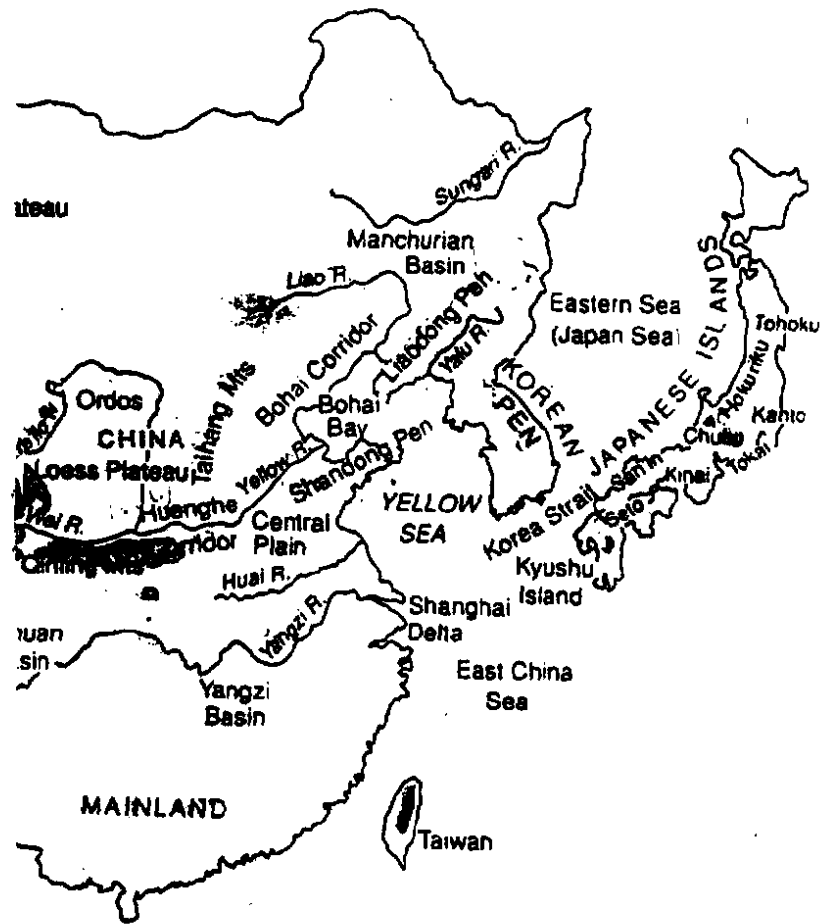 ateau
Sungari R.
Manchurian
Basin
Liao R.
Liaodong Pen
Yalu R.
Eastern Sea
(Japan Sea
JAPANESE ISLANDS
Tohoku
Hokuriku
Kanto
Chubu
Tokai
Bohai Corridor
Taihang Mts
Bohai
Bay
KOREAN
PEN
Ordos
CHINA
Loess Plateau
Yellow R.
Shandong Pen
Huanghe
Wei R.
Central
Plain
YELLOW
SEA
Korea Strait
San'in
Seto
Kinai
Kyushu
Island
Qinling Mts
Huai R.
Yangzi R.
Shanghai
Delta
Yangzi
Basin
East China
Sea
MAINLAND
Taiwan